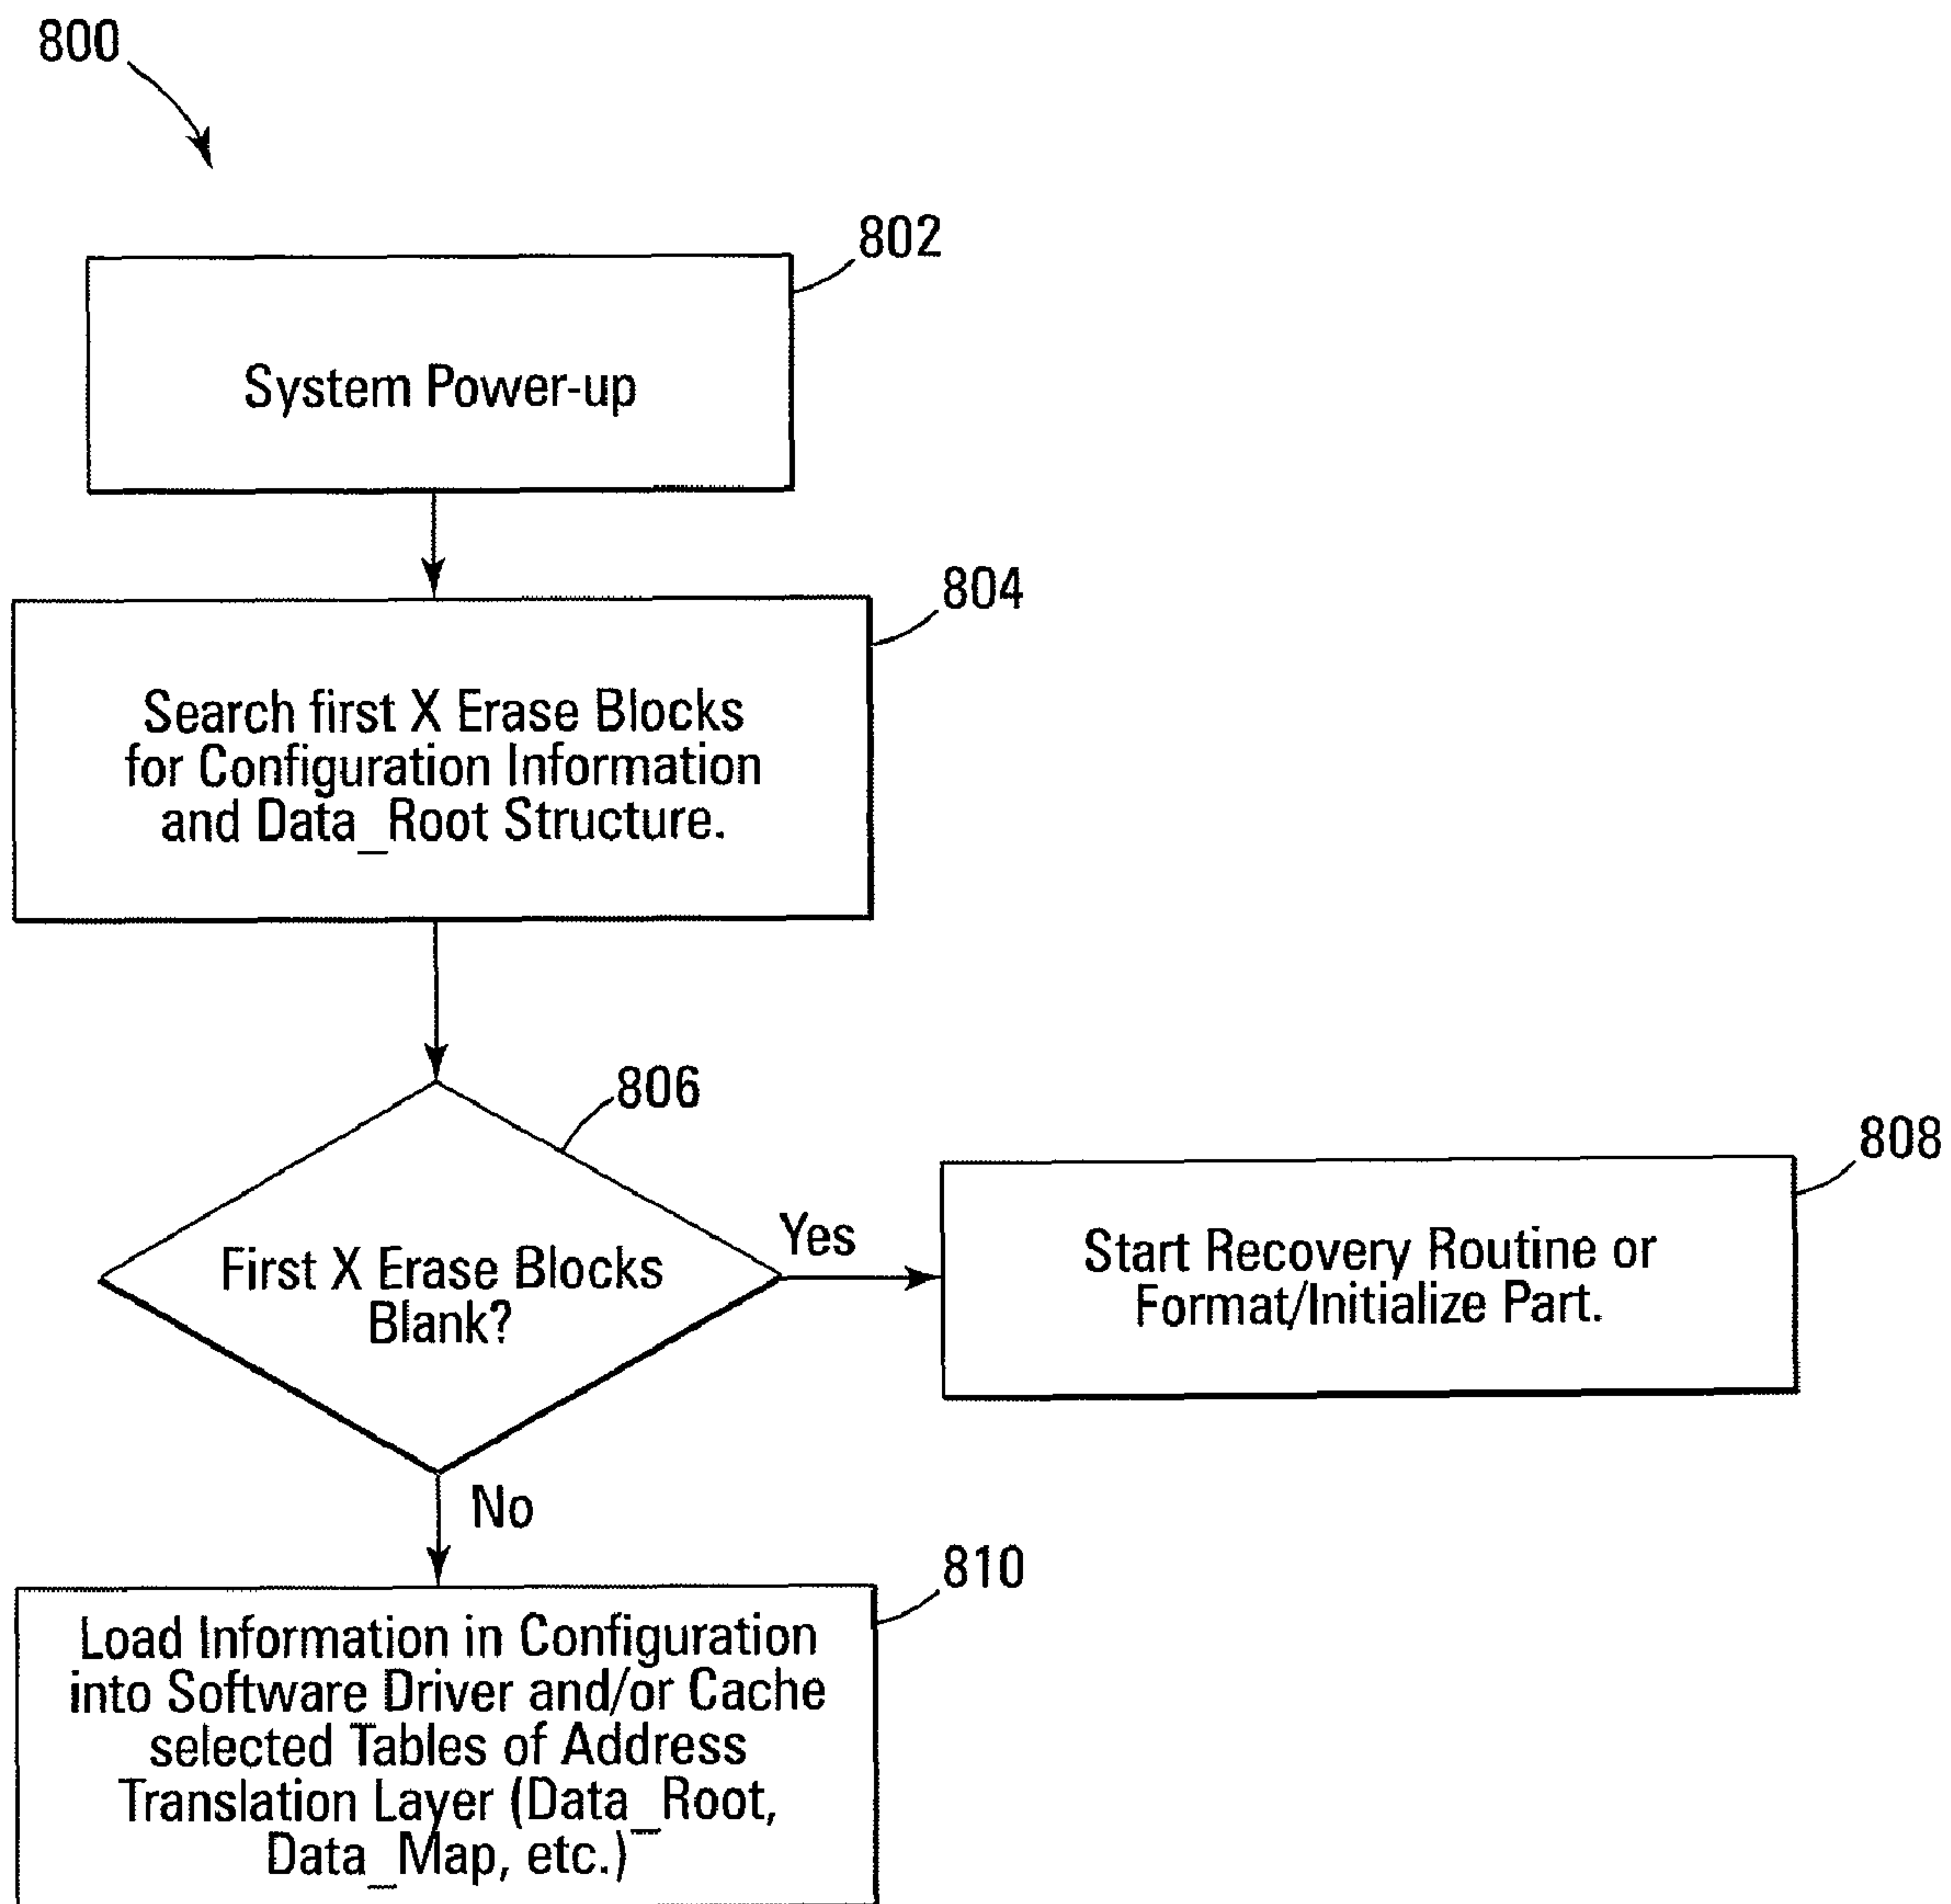 800
802
System Power-up
804
Search first X Erase Blocks
for Configuration Information
and Data_Root Structure.
806
First X Erase Blocks
Blank?
Yes
808
Start Recovery Routine or
Format/Initialize Part.
No
810
Load Information in Configuration
into Software Driver and/or Cache
selected Tables of Address
Translation Layer (Data_Root,
Data_Map, etc.)